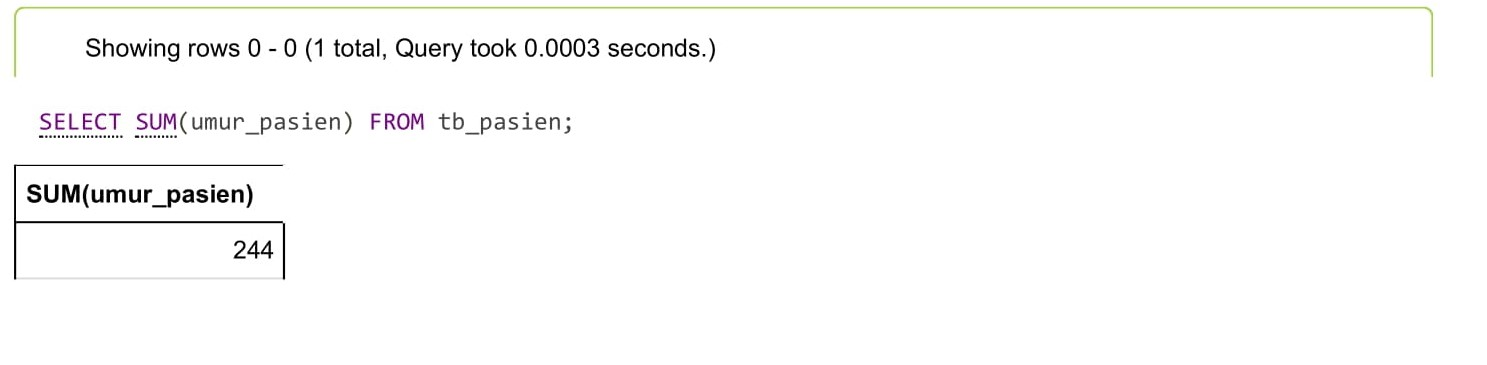 Showing rows 0 - 0 (1 total, Query took 0.0003 seconds.)
SELECT SUM(umur_pasien) FROM tb_pasien;
SUM(umur_pasien)
244